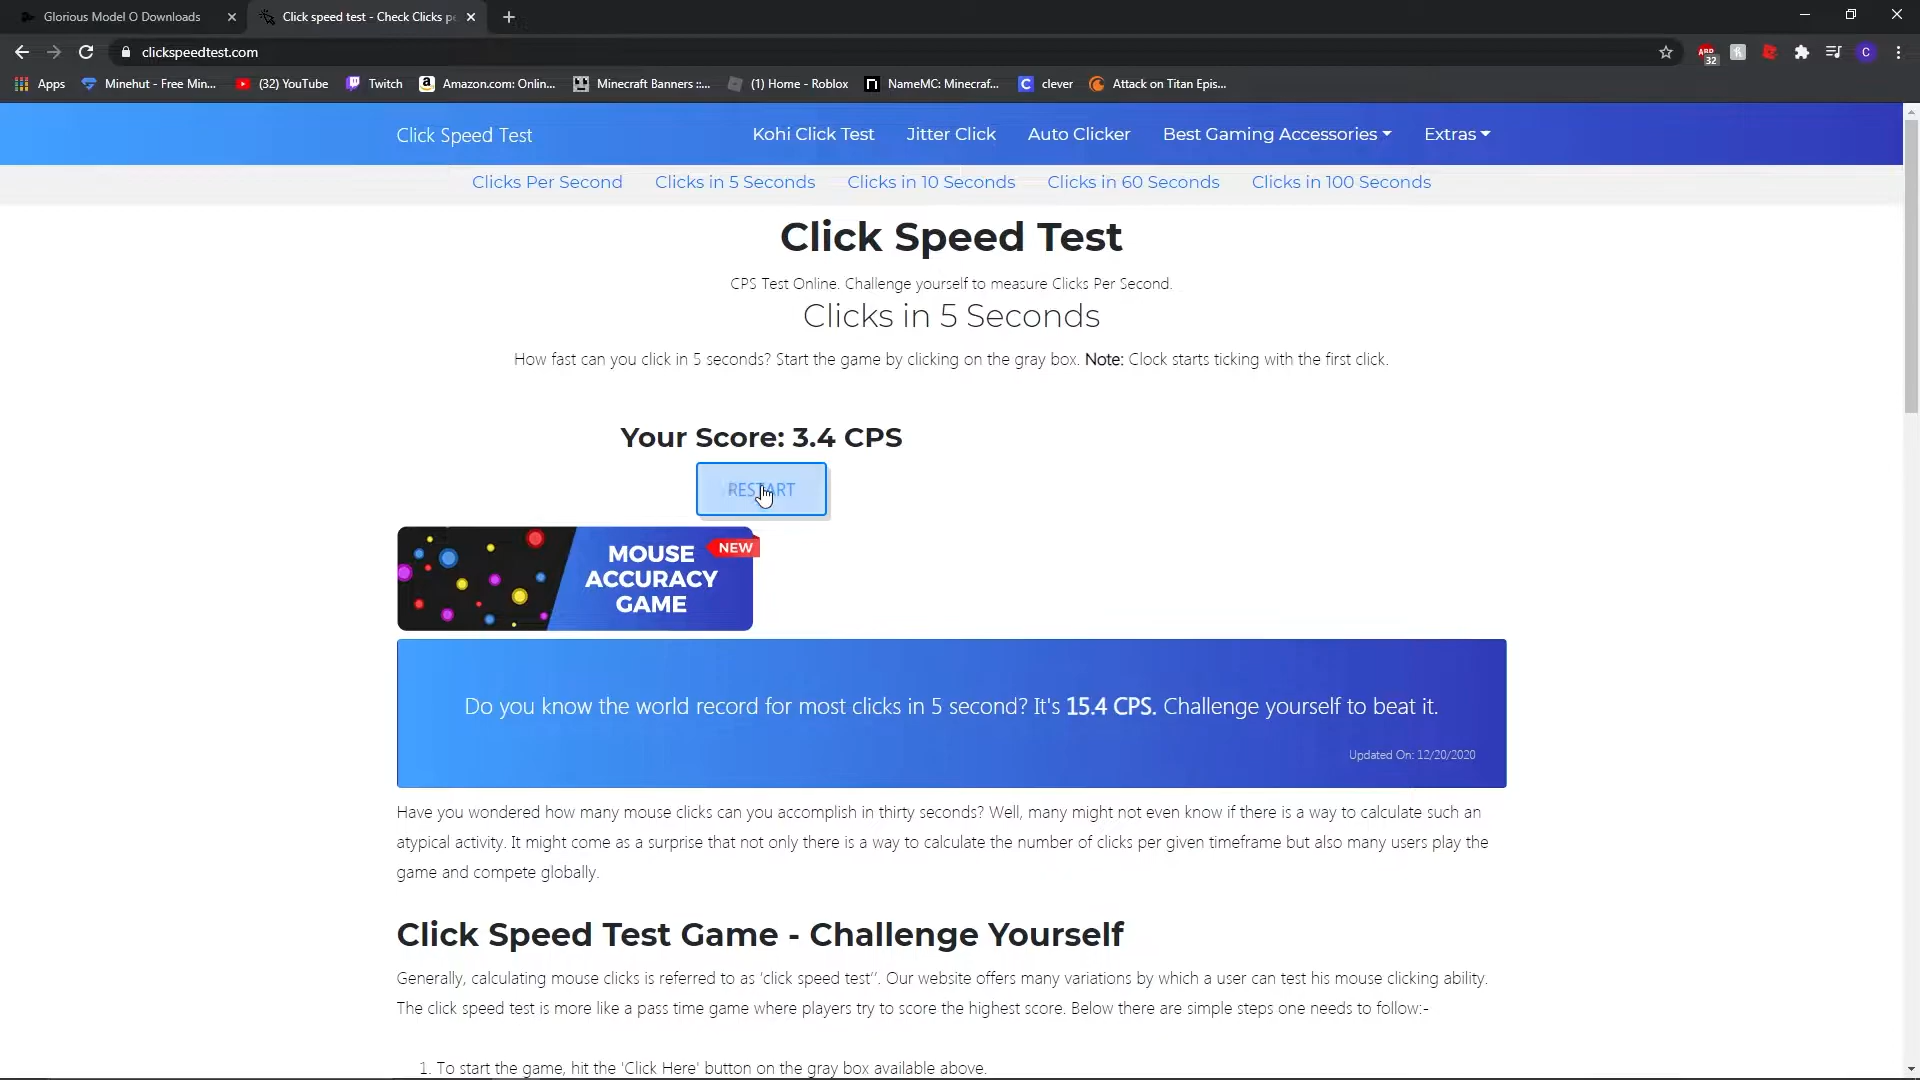 Glorious Model O Downloads
Click speed test - Check Clicks pe
clickspeedtest.com
32
C
Apps
Minehut - Free Min...
(32) YouTube
Twitch
Amazon.com: Onlin...
Minecraft Banners ::...
(1) Home - Roblox
NameMC: Minecraf...
clever
Attack on Titan Epis...
Click Speed Test
Kohi Click Test
Jitter Click
Auto Clicker
Best Gaming Accessories
Extras
Clicks Per Second
Clicks in 5 Seconds
Clicks in 10 Seconds
Clicks in 60 Seconds
Clicks in 100 Seconds
Click Speed Test
CPS Test Online. Challenge yourself to measure Clicks Per Second.
Clicks in 5 Seconds
How fast can you click in 5 seconds? Start the game by clicking on the gray box. Note: Clock starts ticking with the first click.
Your Score: 3.4 CPS
RESTART
MOUSE
NEW
ACCURACY
GAME
Do you know the world record for most clicks in 5 second? It's 15.4 CPS. Challenge yourself to beat it.
Updated On: 12/20/2020
Have you wondered how many mouse clicks can you accomplish in thirty seconds? Well, many might not even know if there is a way to calculate such an
atypical activity. It might come as a surprise that not only there is a way to calculate the number of clicks per given timeframe but also many users play the
game and compete globally.
Click Speed Test Game - Challenge Yourself
Generally, calculating mouse clicks is referred to as 'click speed test''. Our website offers many variations by which a user can test his mouse clicking ability.
The click speed test is more like a pass time game where players try to score the highest score. Below there are simple steps one needs to follow:-
1. To start the game, hit the 'Click Here' button on the gray box available above.